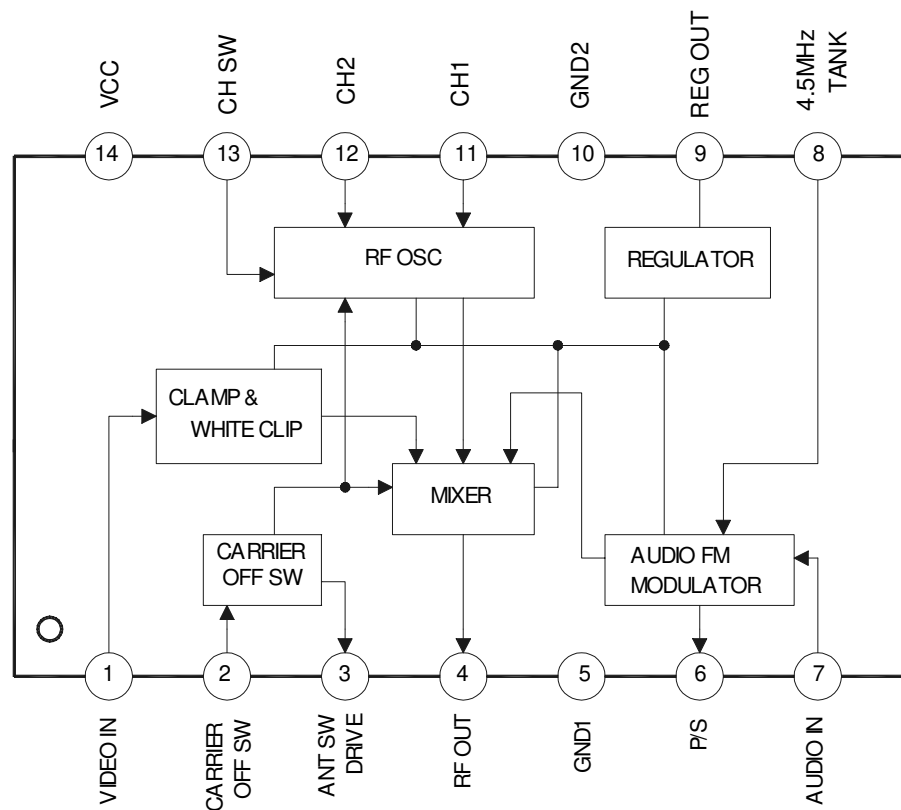 VCC
CH SW
CH2
CH1
GND2
REG OUT
4.5MHz
TANK
14
13
12
11
10
9
8
RF OSC
REGULATOR
CLAMP &
WHITE CLIP
MIXER
CARRIER
OFF SW
AUDIO FM
MODULATOR
1
2
3
4
5
6
7
VIDEO IN
CARRIER
OFF SW
ANT SW
DRIVE
RF OUT
GND1
P/S
AUDIO IN